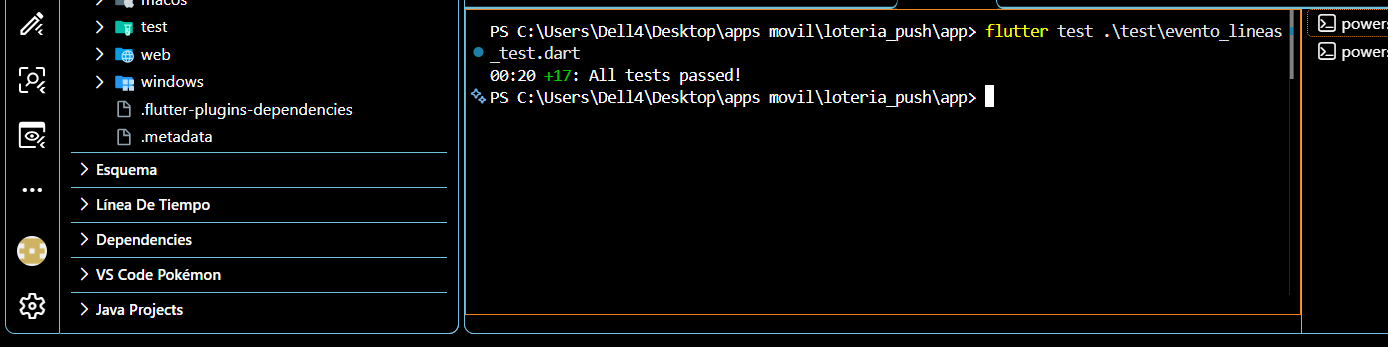 macos
test
web
windows
.flutter-plugins-dependencies
.metadata
Esquema
Línea De Tiempo
Dependencies
VS Code Pokémon
Java Projects
PS C:\Users\Dell4\Desktop\apps movil\loteria_push\app> flutter test .\test\evento_lineas
_test.dart
00:20 +17: All tests passed!
PS C:\Users\Dell4\Desktop\apps movil\loteria_push\app>
powers
powers